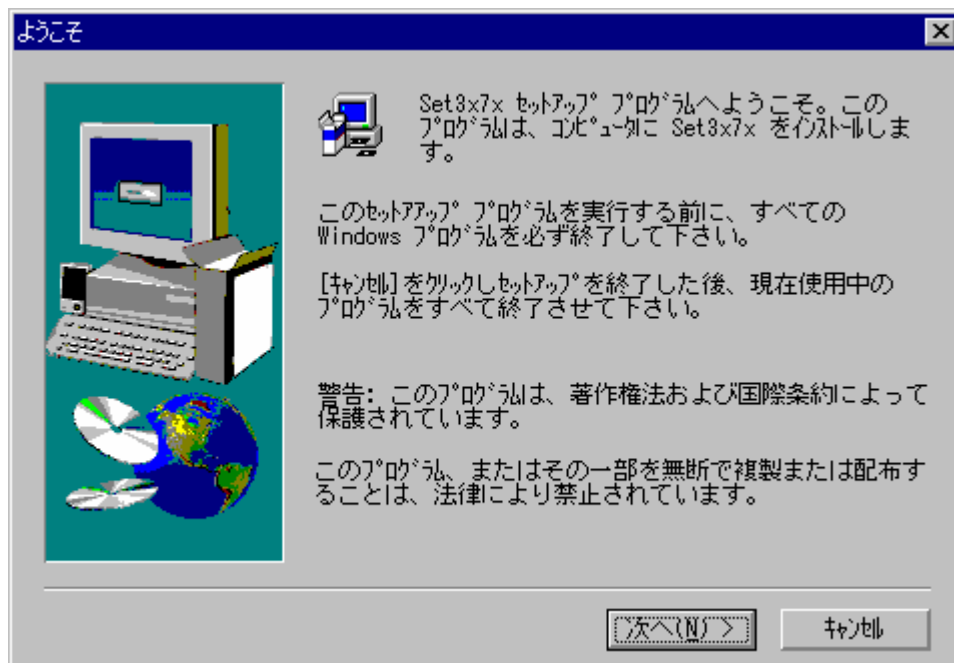 ようこそ
Set3x7x ｾｯﾄｱｯﾌﾟ ﾌﾟﾛｸﾞﾗﾑへようこそ。この
ﾌﾟﾛｸﾞﾗﾑは、ｺﾝﾋﾟｭｰﾀに Set3x7x をｲﾝｽﾄｰﾙしま
す。
このｾｯﾄｱｱｯﾌﾟ ﾌﾟﾛｸﾞﾗﾑを実行する前に、すべての
Windows ﾌﾟﾛｸﾞﾗﾑを必ず終了して下さい。
[ｷｬﾝｾﾙ]をｸﾘｯｸしｾｯﾄｱｯﾌﾟを終了した後、現在使用中の
ﾌﾟﾛｸﾞﾗﾑをすべて終了させて下さい。
警告: このﾌﾟﾛｸﾞﾗﾑは、著作権法および国際条約によって
保護されています。
このﾌﾟﾛｸﾞﾗﾑ、またはその一部を無断で複製または配布す
ることは、法律により禁止されています。
次へ(N) >
ｷｬﾝｾﾙ